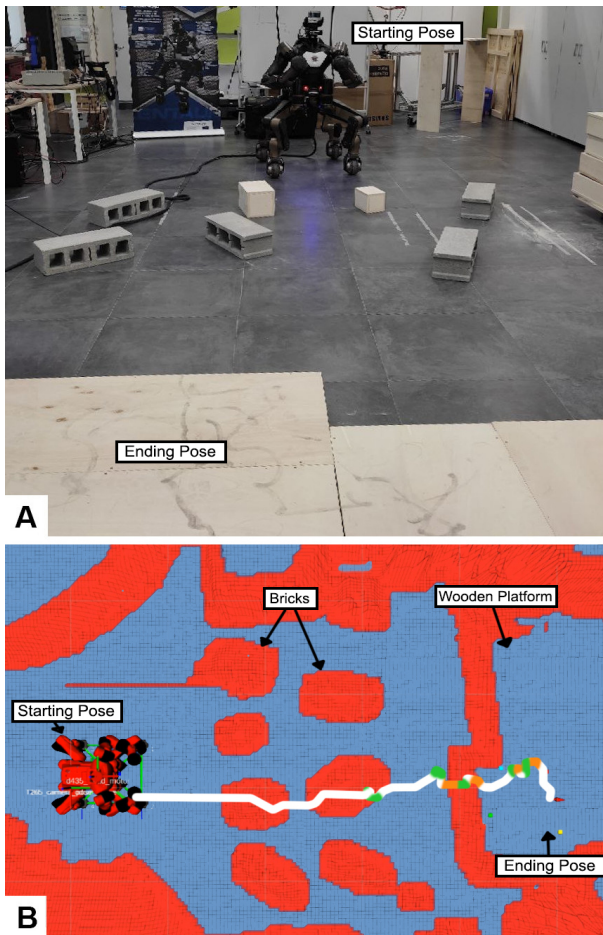 Starting Pose
Ending Pose
A
Bricks
Wooden Platform
Starting Pose
Ending Pose
B